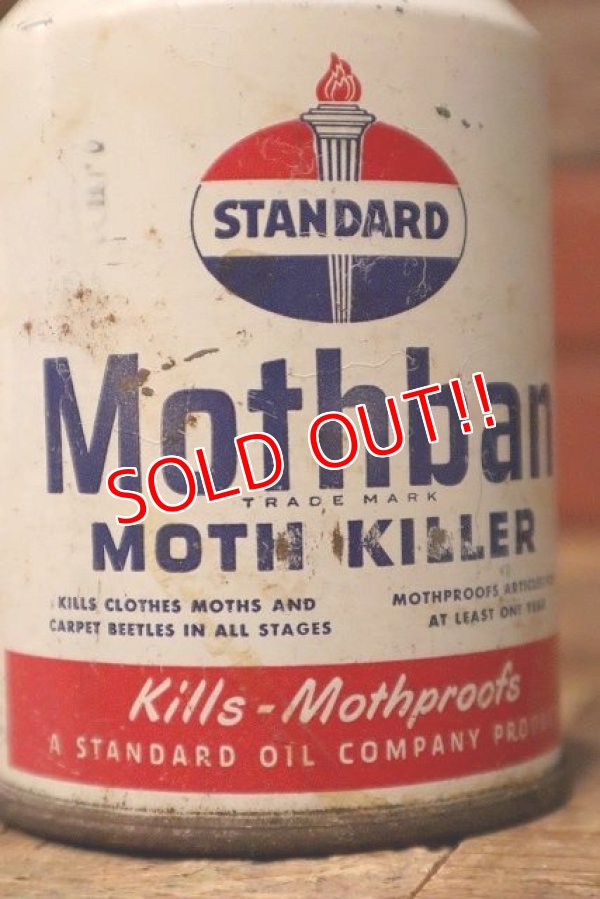 STANDARD
Mothban
SOLD OUT!!
TRADE MARK
MOTH KILLER
KILLS CLOTHES MOTHS AND
CARPET BEETLES IN ALL STAGES
MOTHPROOFS
AT LEAST ONE YEAR
Kills-Mothproofs
A STANDARD OIL COMPANY